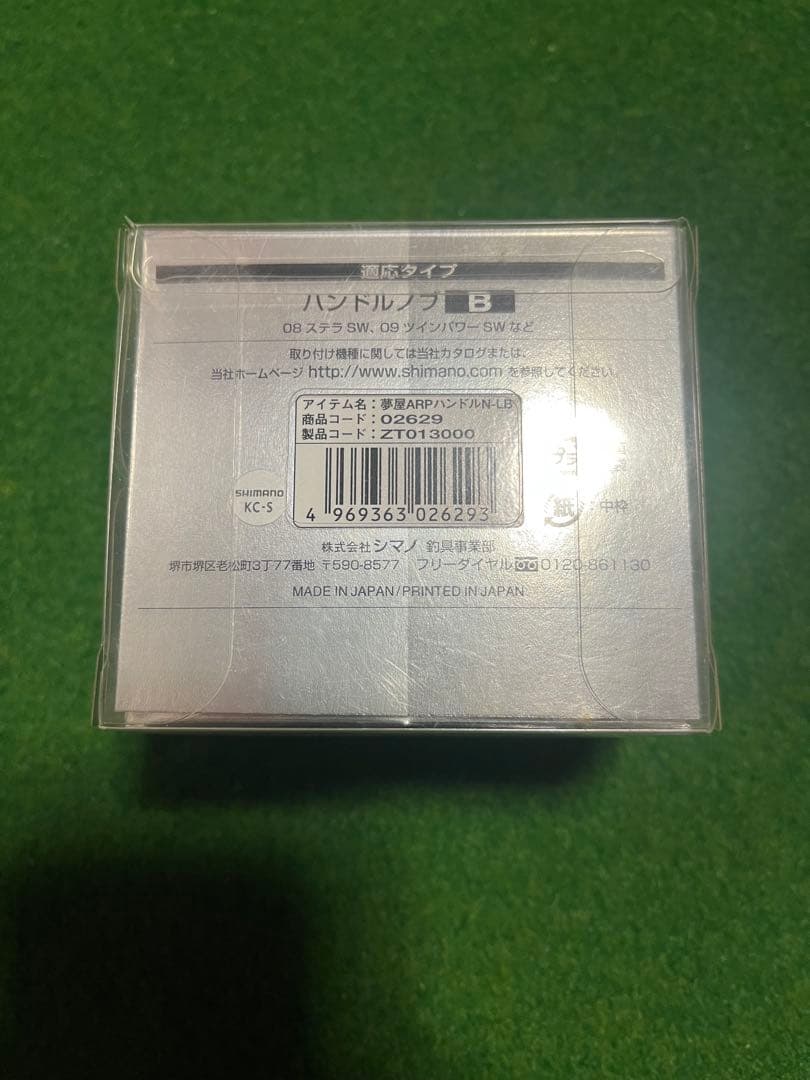 適応タイプ
ハンドルノブ B
08 ステラ SW、09 ツインパワー SW など
取り付け機種に関しては当社カタログまたは、
当社ホームページ http://www.shimano.com を参照してください。
アイテム名：夢屋ARPハンドルN-LB
商品コード：02629
製品コード：ZT013000
SHIMANO
KC-S
プラ
紙 中枠
4 969363 026293
株式会社 シマノ 釣具事業部
堺市堺区老松町3丁77番地 〒590-8577 フリーダイヤル 0120-861130
MADE IN JAPAN/PRINTED IN JAPAN